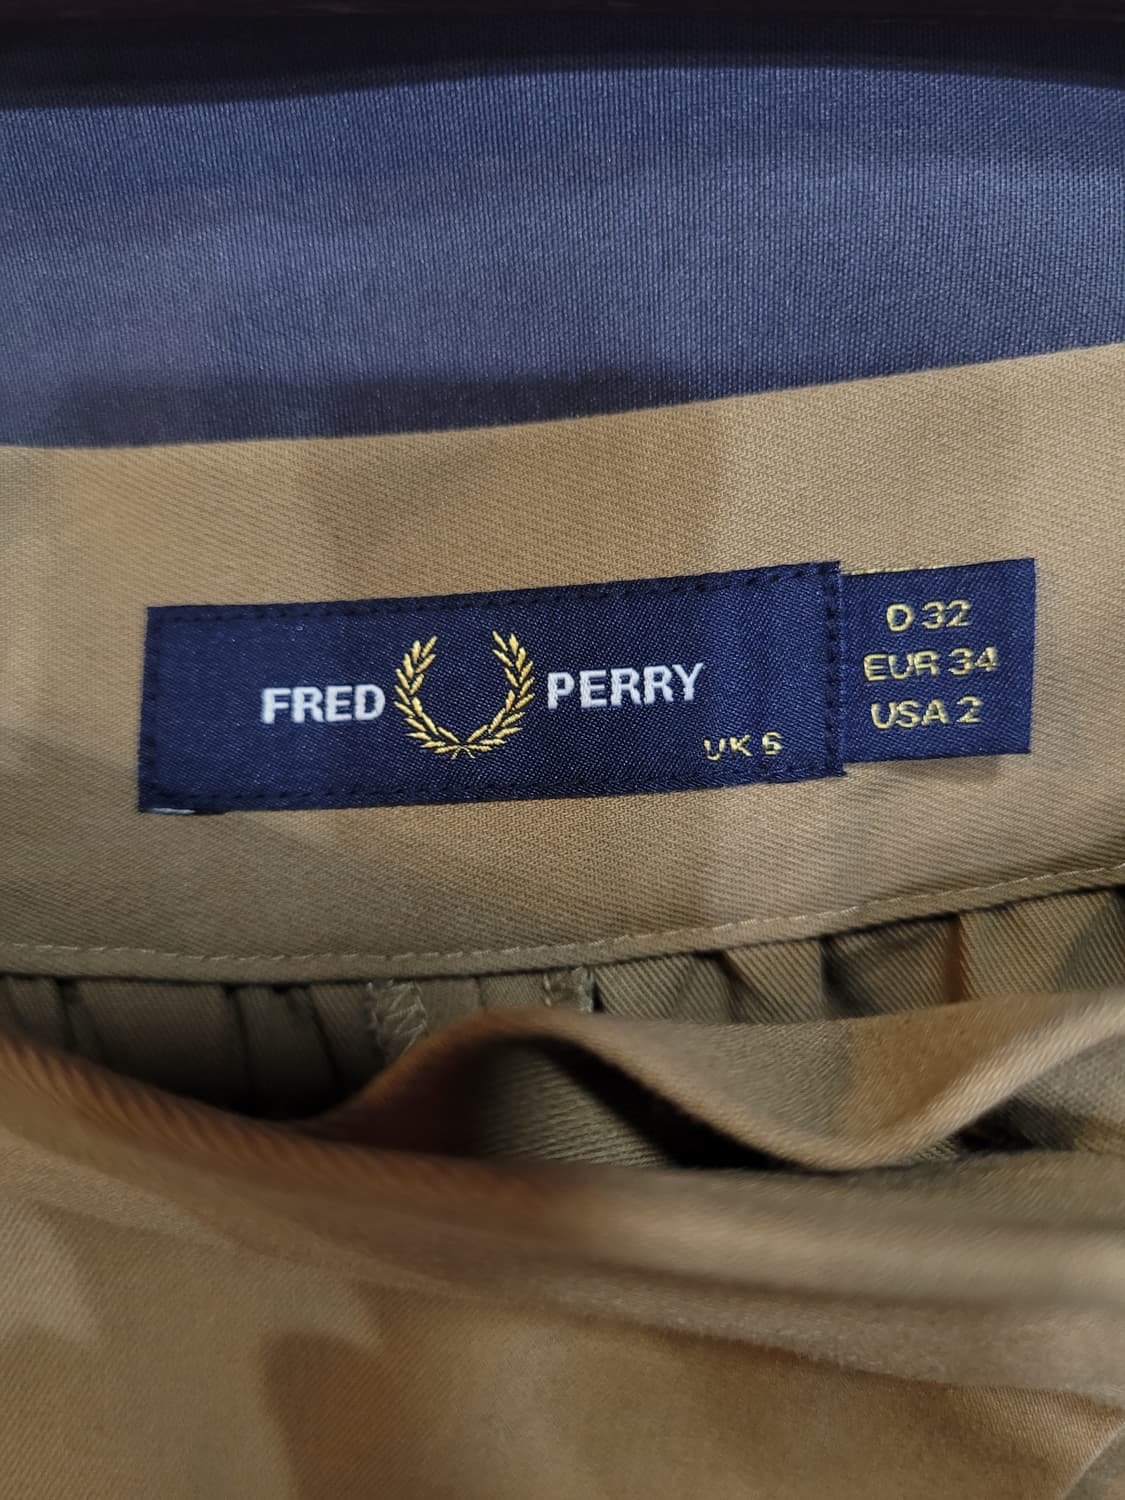 FRED PERRY
UK 6
D 32
EUR 34
USA 2